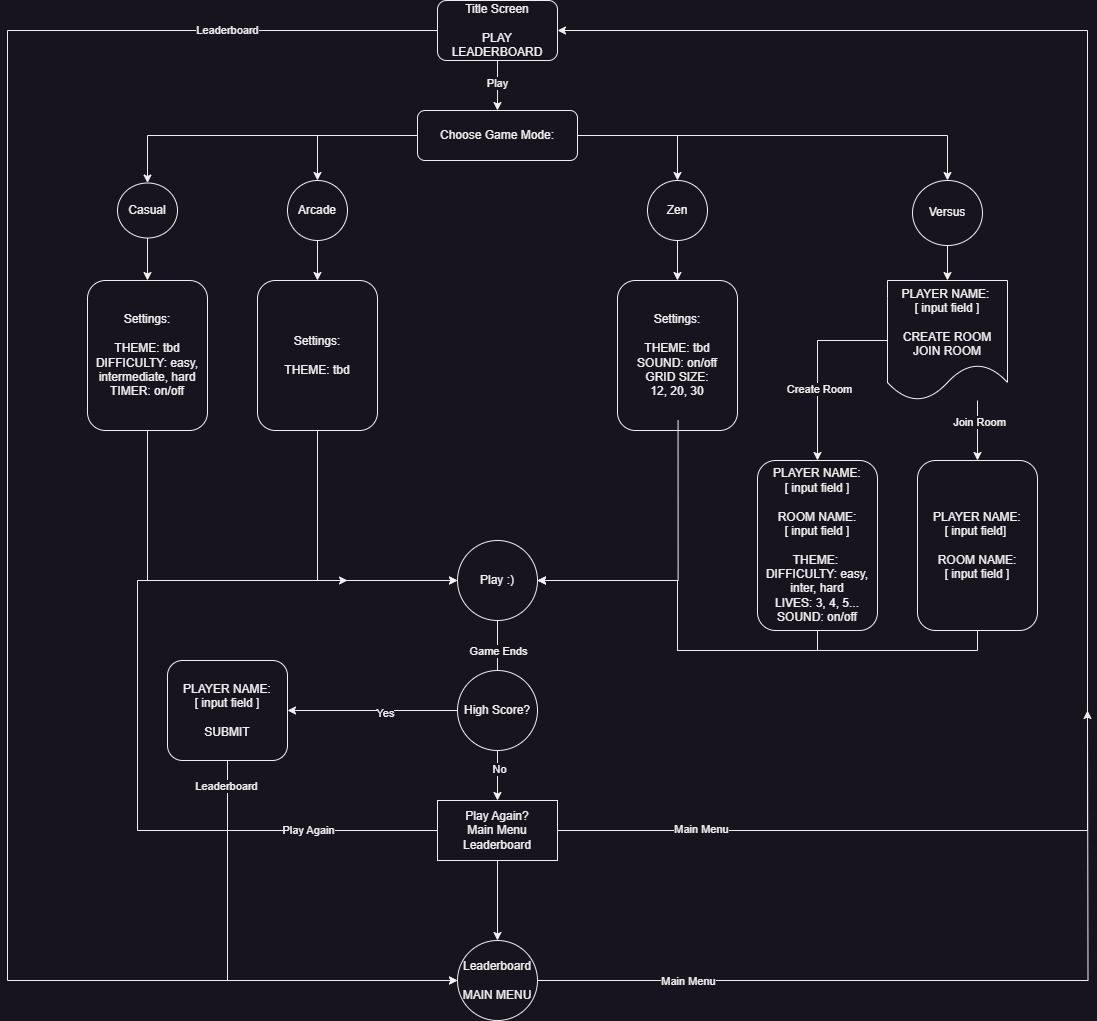 Title Screen
PLAY
LEADERBOARD
Leaderboard
Play
Choose Game Mode:
Casual
Arcade
Zen
Versus
Settings:
THEME: tbd
DIFFICULTY: easy,
intermediate, hard
TIMER: on/off
Settings:
THEME: tbd
Settings:
THEME: tbd
SOUND: on/off
GRID SIZE:
12, 20, 30
PLAYER NAME:
[ input field ]
CREATE ROOM
JOIN ROOM
Create Room
Join Room
PLAYER NAME:
[ input field ]
ROOM NAME:
[ input field ]
THEME:
DIFFICULTY: easy,
inter, hard
LIVES: 3, 4, 5...
SOUND: on/off
PLAYER NAME:
[ input field]
ROOM NAME:
[ input field ]
Play :)
Game Ends
High Score?
Yes
PLAYER NAME:
[ input field ]
SUBMIT
Leaderboard
No
Play Again?
Main Menu
Leaderboard
Play Again
Main Menu
Leaderboard
MAIN MENU
Main Menu